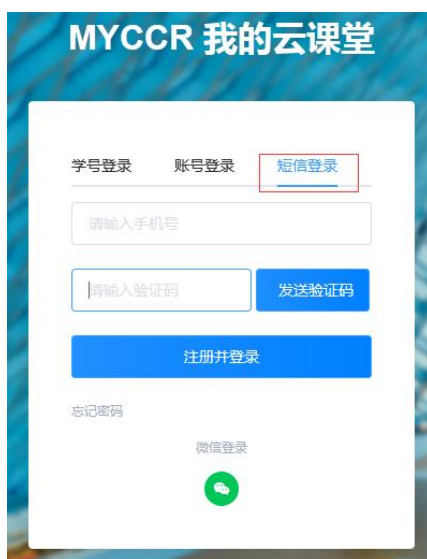 MYCCR 我的云课堂
学号登录 账号登录 短信登录
请输入手机号
请输入验证码 发送验证码
注册并登录
忘记密码
微信登录